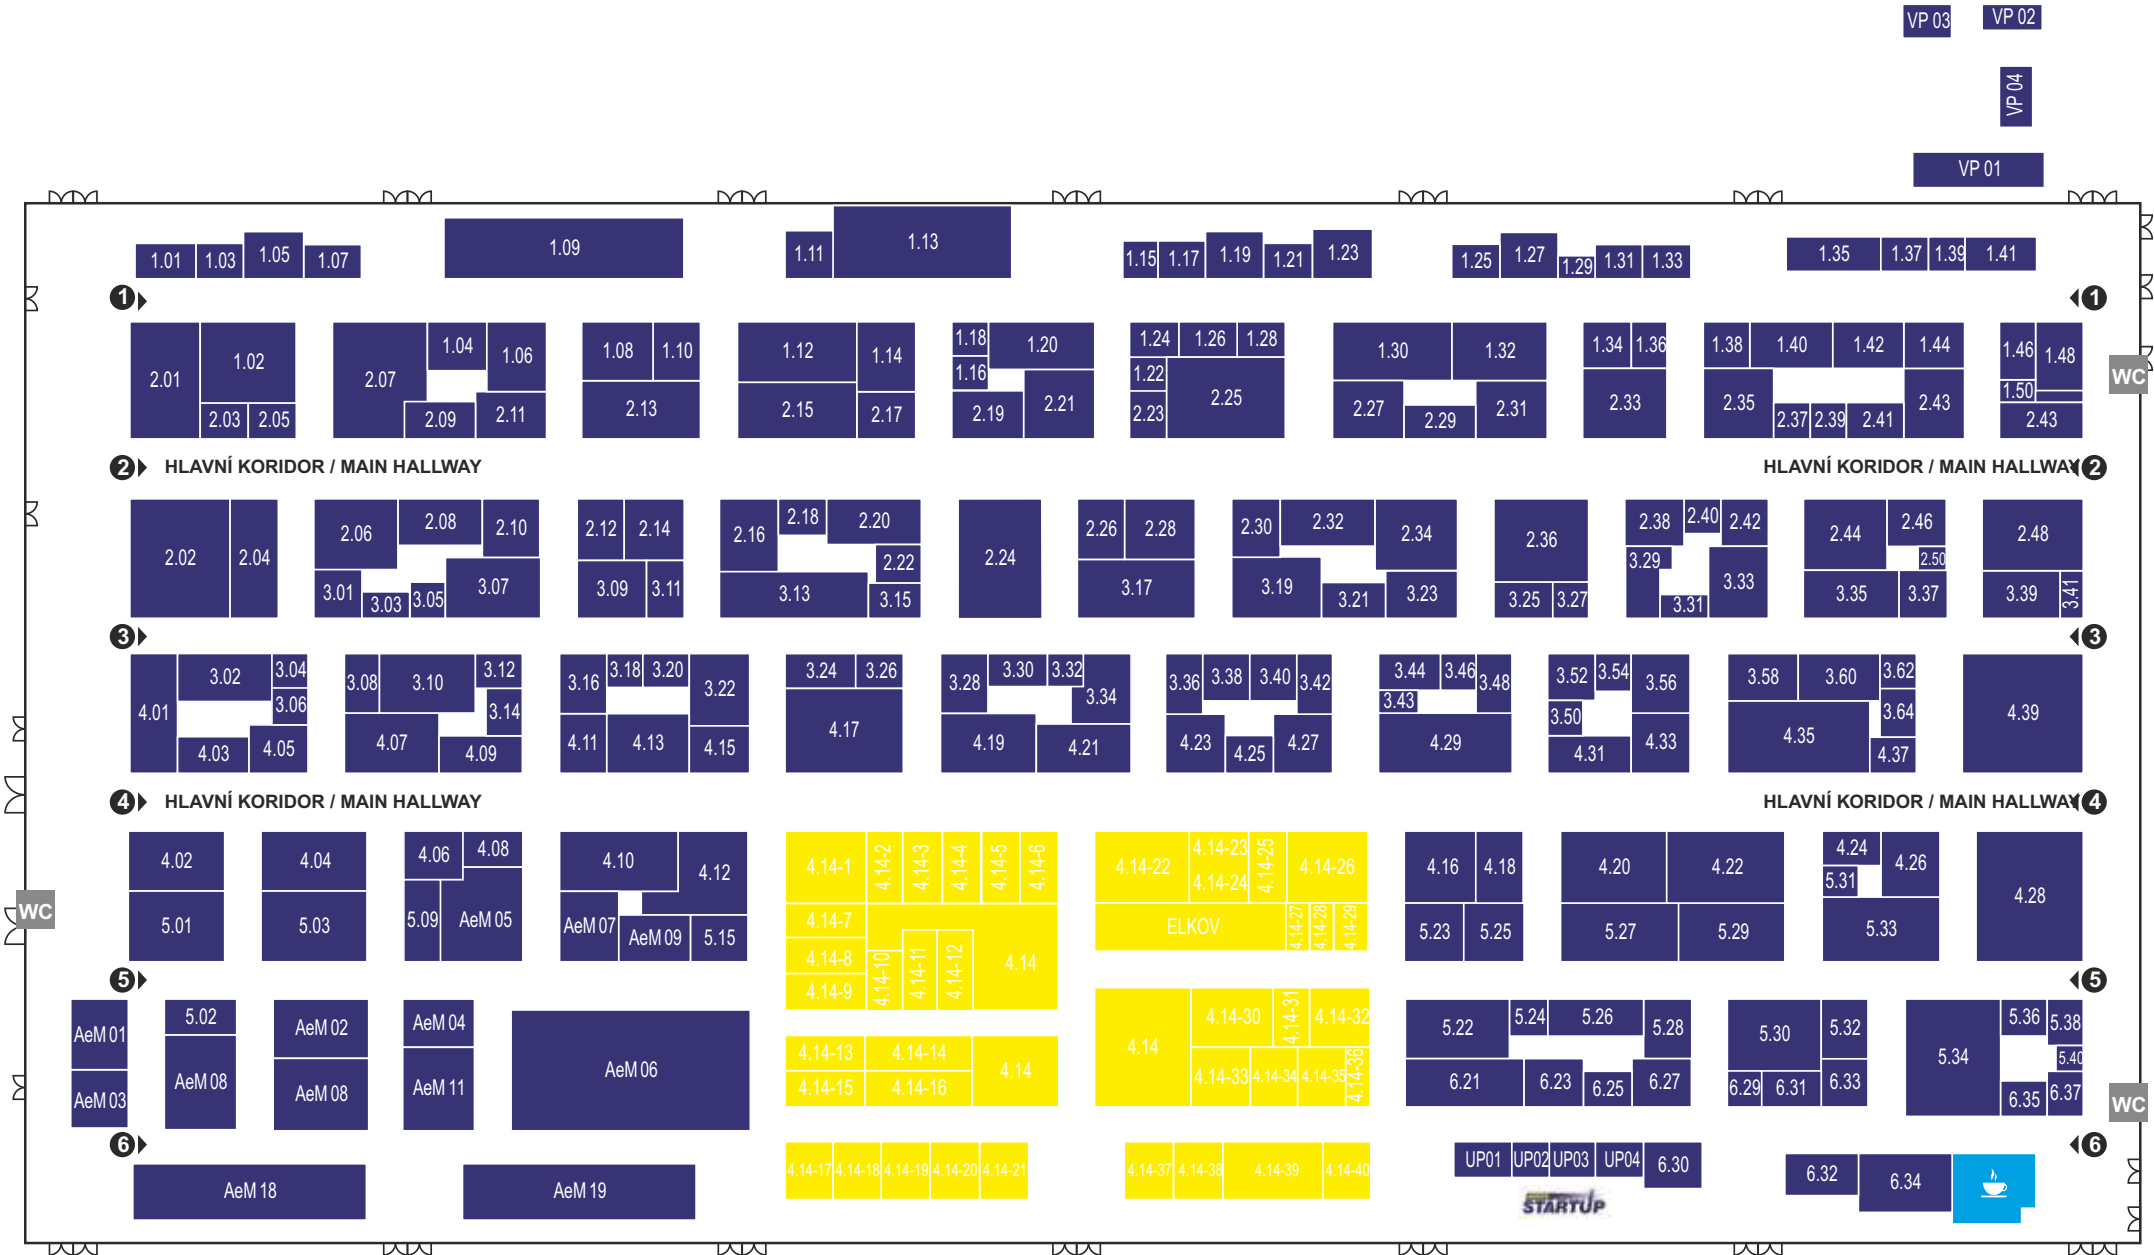 VP 03 VP 02
VP 04
VP 01
1.01 1.03 1.05 1.07 1.09 1.11 1.13 1.15 1.17 1.19 1.21 1.23 1.25 1.27 1.29 1.31 1.33 1.35 1.37 1.39 1.41
1 1
2.01 1.02 2.03 2.05 2.07 1.04 1.06 2.09 2.11 1.08 1.10 2.13 1.12 1.14 2.15 2.17 1.18 1.20 1.16 2.19 2.21 1.24 1.26 1.28 1.22 2.23 2.25 1.30 1.32 2.27 2.29 2.31 1.34 1.36 2.33 1.38 1.40 1.42 1.44 2.35 2.37 2.39 2.41 2.43 1.46 1.48 1.50 2.43
WC
2 HLAVNÍ KORIDOR / MAIN HALLWAY HLAVNÍ KORIDOR / MAIN HALLWAY 2
2.02 2.04 2.06 2.08 2.10 3.01 3.03 3.05 3.07 2.12 2.14 3.09 3.11 2.16 2.18 2.20 2.22 3.13 3.15 2.24 2.26 2.28 3.17 2.30 2.32 2.34 3.19 3.21 3.23 2.36 3.25 3.27 2.38 2.40 2.42 3.29 3.31 3.33 2.44 2.46 2.50 3.35 3.37 2.48 3.39 3.41
3 3
4.01 3.02 3.04 3.06 4.03 4.05 3.08 3.10 3.12 3.14 4.07 4.09 3.16 3.18 3.20 3.22 4.11 4.13 4.15 3.24 3.26 4.17 3.28 3.30 3.32 3.34 4.19 4.21 3.36 3.38 3.40 3.42 4.23 4.25 4.27 3.44 3.46 3.48 3.43 4.29 3.52 3.54 3.56 3.50 4.31 4.33 3.58 3.60 3.62 3.64 4.35 4.37 4.39
4 HLAVNÍ KORIDOR / MAIN HALLWAY HLAVNÍ KORIDOR / MAIN HALLWAY 4
4.02 5.01 4.04 5.03 4.06 4.08 5.09 AeM 05 4.10 4.12 AeM 07 AeM 09 5.15 4.14-1 4.14-2 4.14-3 4.14-4 4.14-5 4.14-6 4.14-7 4.14-8 4.14-9 4.14-10 4.14-11 4.14-12 4.14 4.14-22 4.14-23 4.14-24 4.14-25 4.14-26 ELKOV 4.14-27 4.14-28 4.14-29 4.16 4.18 5.23 5.25 4.20 4.22 5.27 5.29 4.24 4.26 5.31 5.33 4.28
WC
5 5
AeM 01 AeM 03 5.02 AeM 08 AeM 02 AeM 08 AeM 04 AeM 11 AeM 06 4.14-13 4.14-14 4.14-15 4.14-16 4.14 4.14 4.14-30 4.14-31 4.14-32 4.14-33 4.14-34 4.14-35 4.14-36 5.22 5.24 5.26 5.28 6.21 6.23 6.25 6.27 5.30 5.32 6.29 6.31 6.33 5.34 5.36 5.38 5.40 6.35 6.37
WC
6 6
AeM 18 AeM 19 4.14-17 4.14-18 4.14-19 4.14-20 4.14-21 4.14-37 4.14-38 4.14-39 4.14-40 UP01 UP02 UP03 UP04 6.30 6.32 6.34
STARTUP